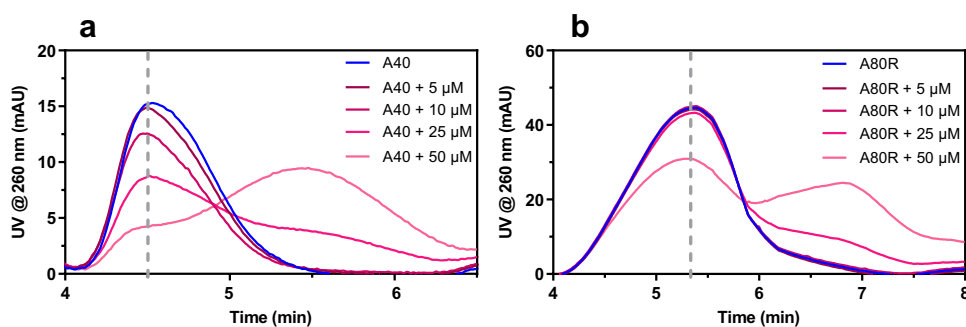 a
UV @260 nm (mAU)
20
15
10
5
0
4
5
6
Time (min)
A40
A40 + 5 µM
A40 + 10 µM
A40 + 25 µM
A40 + 50 µM
b
UV @260 nm (mAU)
60
40
20
0
4
5
6
7
8
Time (min)
A80R
A80R + 5 µM
A80R + 10 µM
A80R + 25 µM
A80R + 50 µM